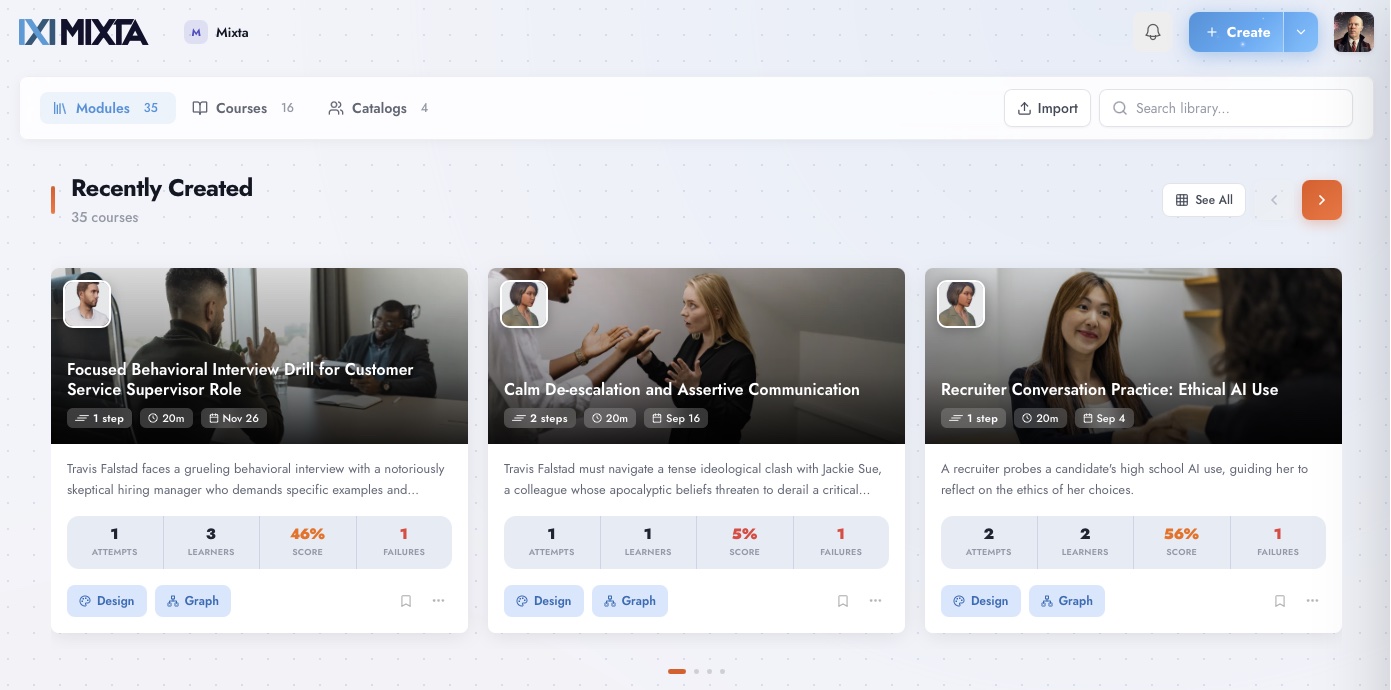 MIXTA
M Mixta
Create
Modules 35 Courses 16 Catalogs 4
Import
Search library...
Recently Created
35 courses
See All
Focused Behavioral Interview Drill for Customer
Service Supervisor Role
1 step 20m Nov 26
Travis Falstad faces a grueling behavioral interview with a notoriously
skeptical hiring manager who demands specific examples and...
1 3 46% 1
ATTEMPTS LEARNERS SCORE FAILURES
Design Graph
Calm De-escalation and Assertive Communication
2 steps 20m Sep 16
Travis Falstad must navigate a tense ideological clash with Jackie Sue,
a colleague whose apocalyptic beliefs threaten to derail a critical...
1 1 5% 1
ATTEMPTS LEARNERS SCORE FAILURES
Design Graph
Recruiter Conversation Practice: Ethical AI Use
1 step 20m Sep 4
A recruiter probes a candidate's high school AI use, guiding her to
reflect on the ethics of her choices.
2 2 56% 1
ATTEMPTS LEARNERS SCORE FAILURES
Design Graph